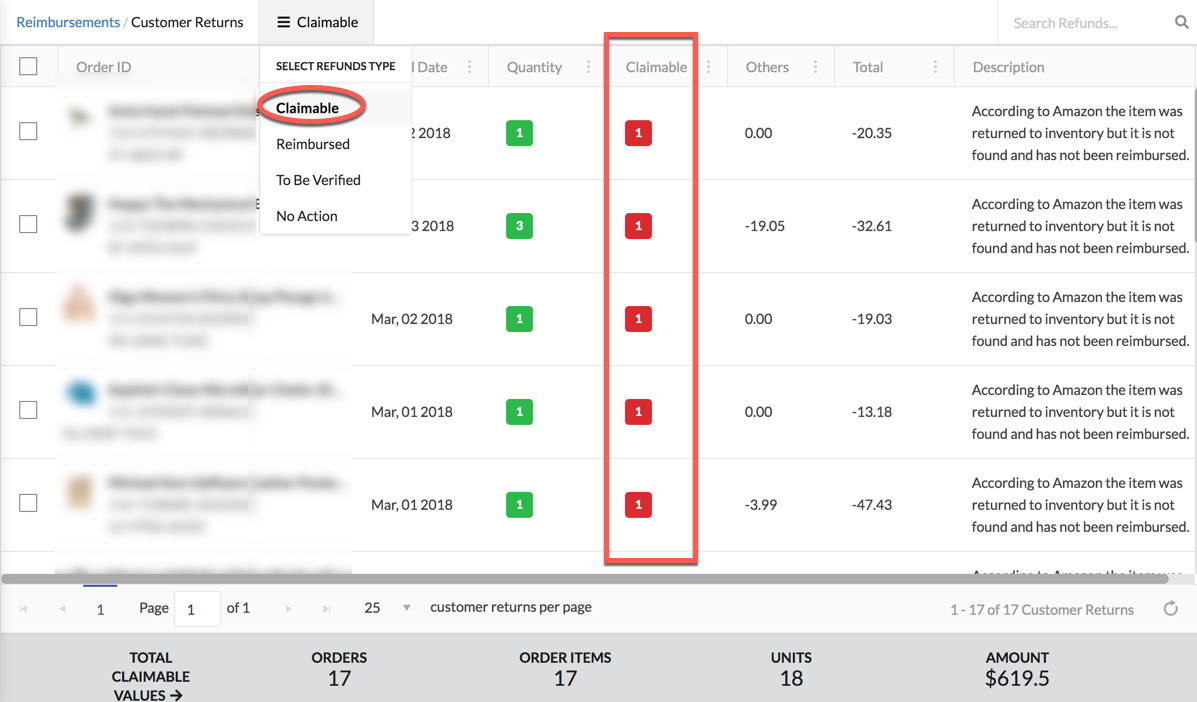 Reimbursements / Customer Returns
☰ Claimable
Search Refunds...
Order ID
SELECT REFUNDS TYPE
Date
Quantity
Claimable
Others
Total
Description
Claimable
Reimbursed
To Be Verified
No Action
2 2018
1
1
0.00
-20.35
According to Amazon the item was
returned to inventory but it is not
found and has not been reimbursed.
3 2018
3
1
-19.05
-32.61
According to Amazon the item was
returned to inventory but it is not
found and has not been reimbursed.
Mar, 02 2018
1
1
0.00
-19.03
According to Amazon the item was
returned to inventory but it is not
found and has not been reimbursed.
Mar, 01 2018
1
1
0.00
-13.18
According to Amazon the item was
returned to inventory but it is not
found and has not been reimbursed.
Mar, 01 2018
1
1
-3.99
-47.43
According to Amazon the item was
returned to inventory but it is not
found and has not been reimbursed.
According to Amazon the item was
1
Page 1 of 1
25
customer returns per page
1 - 17 of 17 Customer Returns
TOTAL
CLAIMABLE
VALUES →
ORDERS
17
ORDER ITEMS
17
UNITS
18
AMOUNT
$619.5